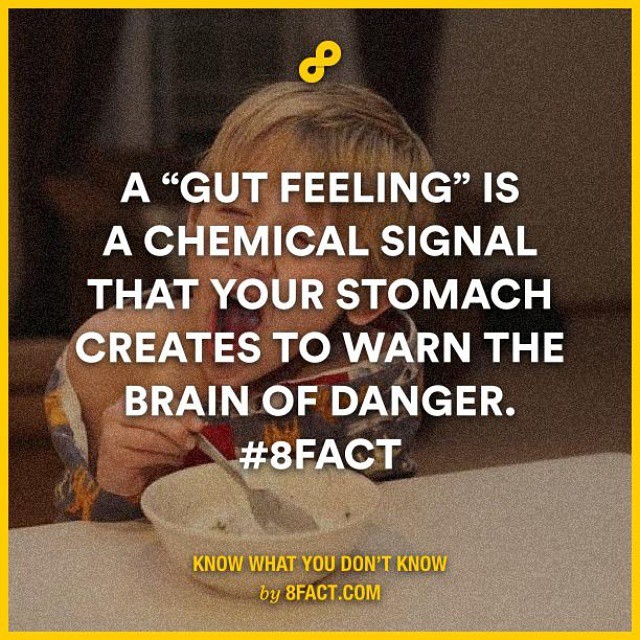 A “GUT FEELING” IS
A CHEMICAL SIGNAL
THAT YOUR STOMACH
CREATES TO WARN THE
BRAIN OF DANGER.
#8FACT
KNOW WHAT YOU DON'T KNOW
by 8FACT.COM